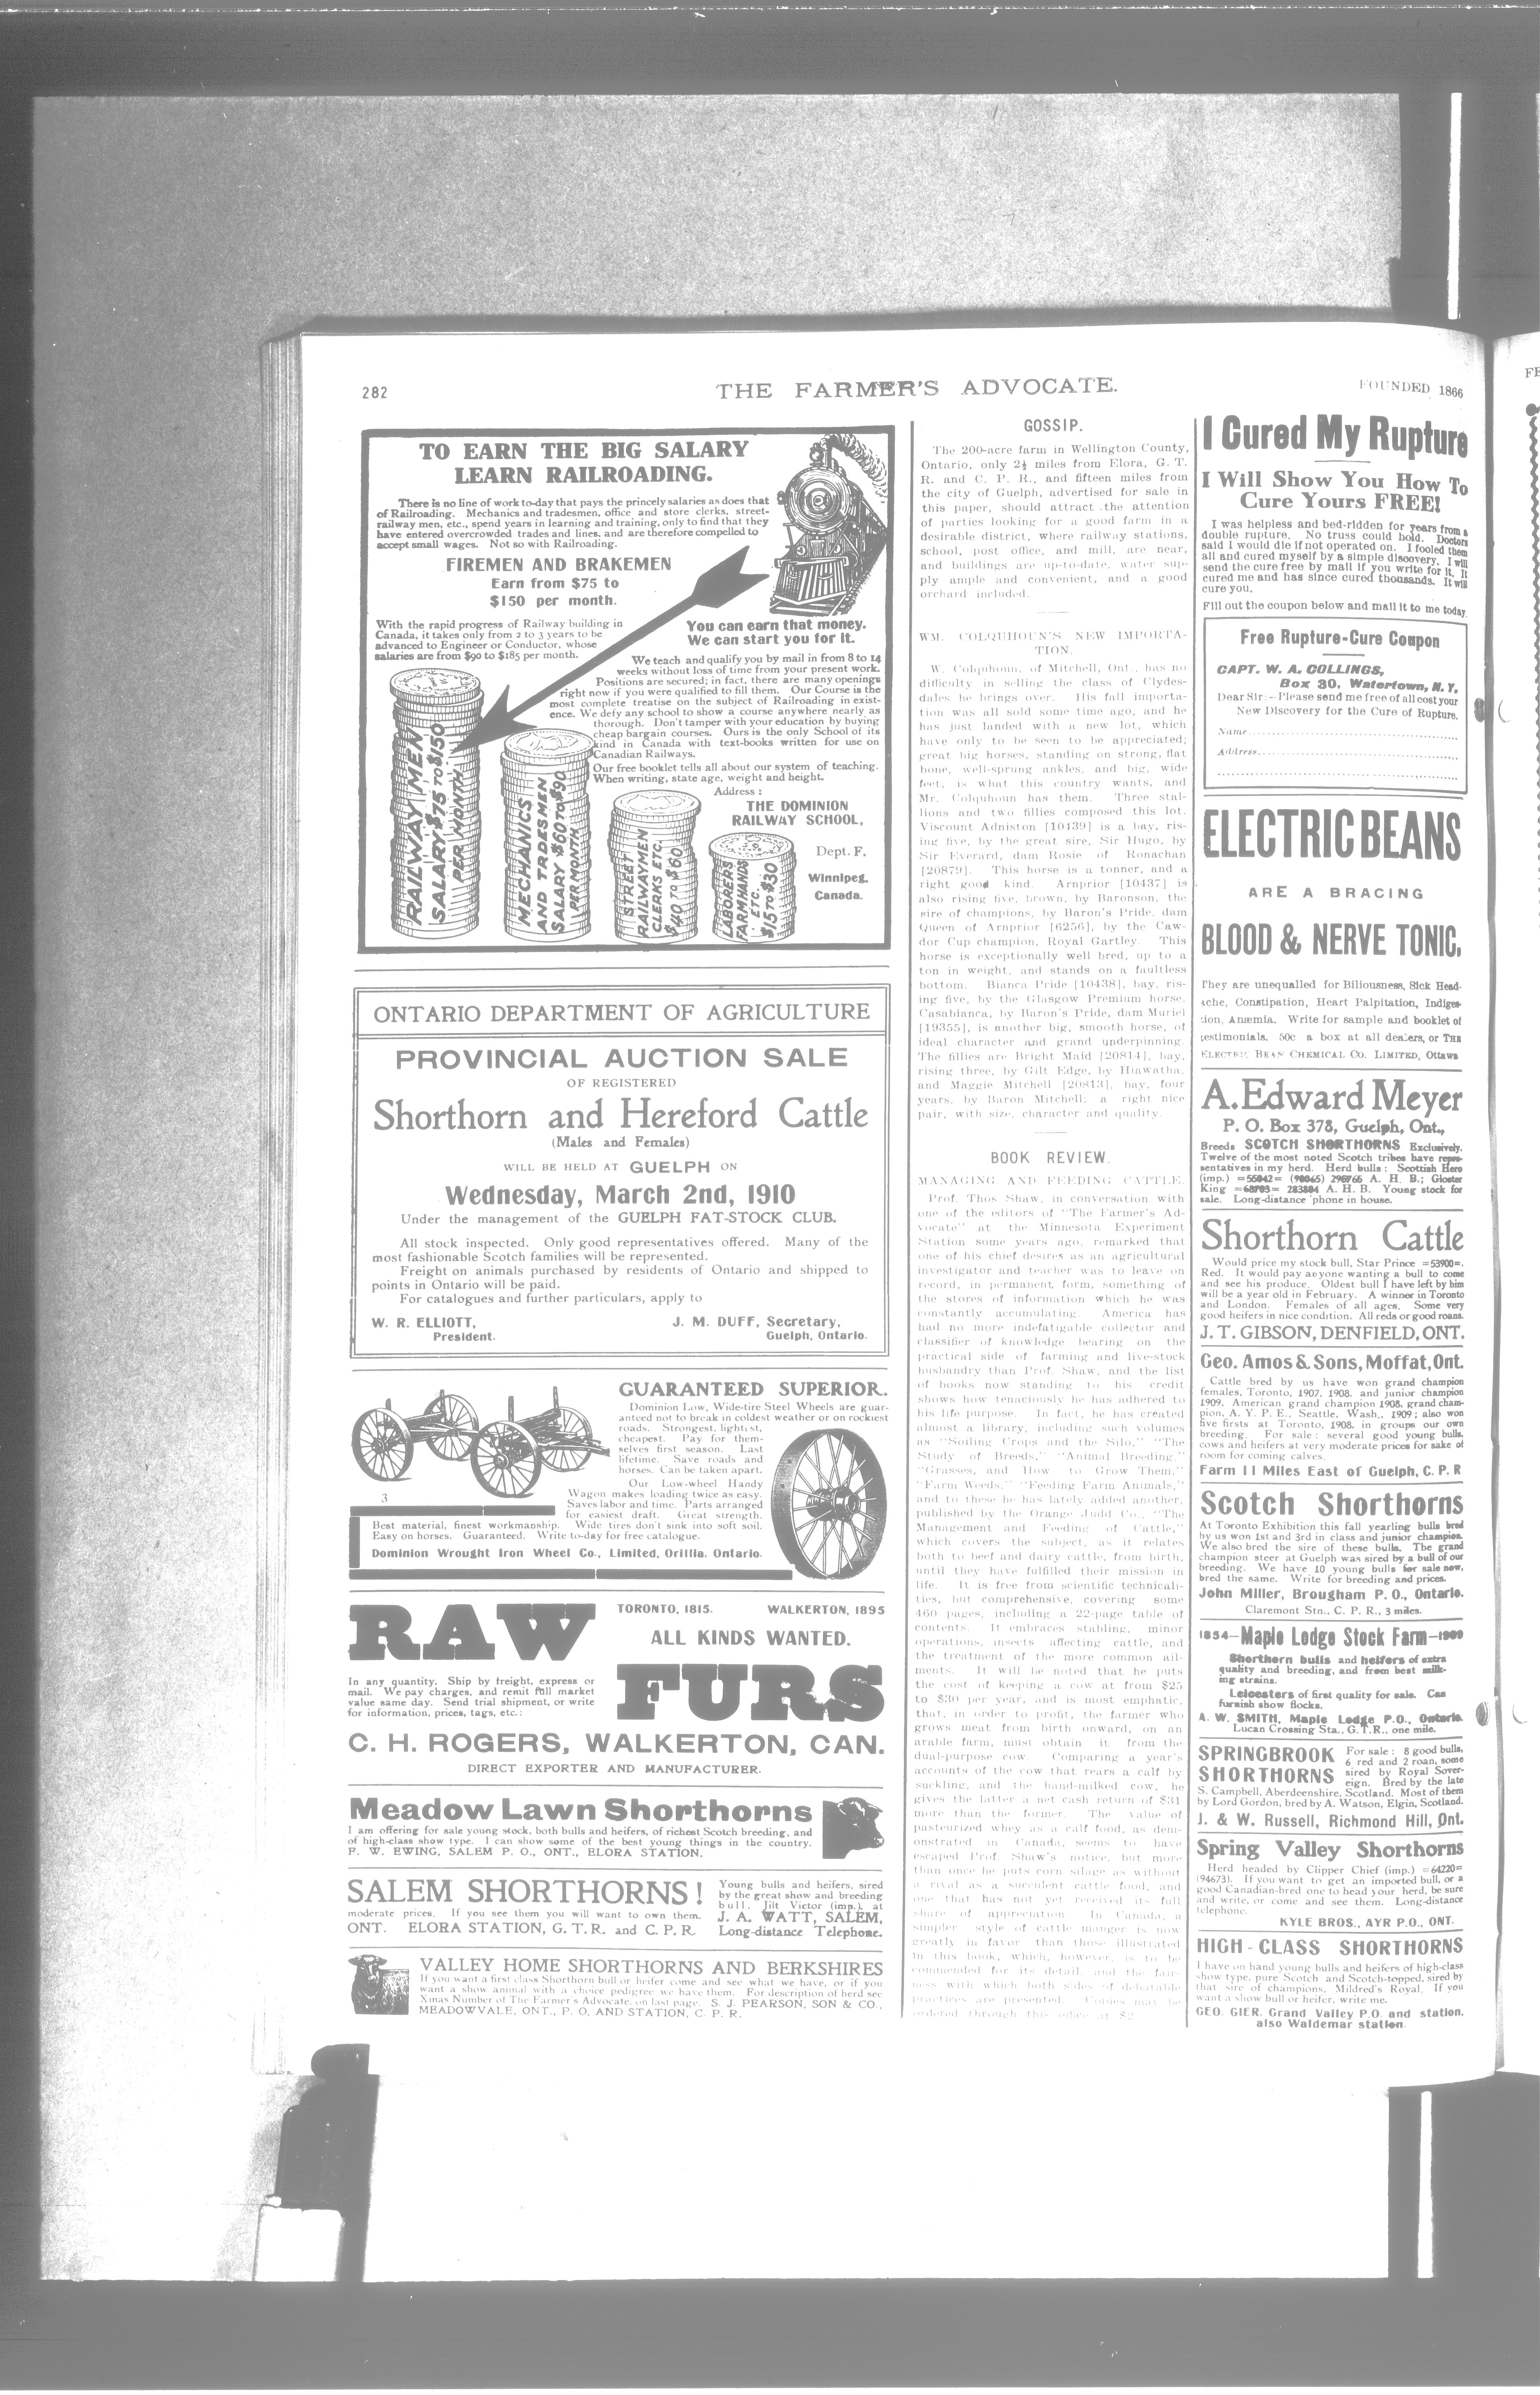 282
THE FARMER'S ADVOCATE.
FOUNDED 1866
TO EARN THE BIG SALARY
LEARN RAILROADING.
There is no line of work to-day that pays the princely salaries as does that
of Railroading. Mechanics and tradesmen, office and store clerks, street-
railway men, etc., spend years in learning and training, only to find that they
have entered overcrowded trades and lines, and are therefore compelled to
accept small wages. Not so with Railroading.
FIREMEN AND BRAKEMEN
Earn from $75 to
$150 per month.
With the rapid progress of Railway building in
Canada, it takes only from 2 to 3 years to be
advanced to Engineer or Conductor, whose
salaries are from $90 to $185 per month.
You can earn that money.
We can start you for it.
We teach and qualify you by mail in from 8 to 14
weeks without loss of time from your present work.
Positions are secured; in fact, there are many openings
right now if you were qualified to fill them. Our Course is the
most complete treatise on the subject of Railroading in exist-
ence. We defy any school to show a course anywhere nearly as
thorough. Don't tamper with your education by buying
cheap bargain courses. Ours is the only School of its
kind in Canada with text-books written for use on
Canadian Railways.
Our free booklet tells all about our system of teaching.
When writing, state age, weight and height.
Address :
THE DOMINION
RAILWAY SCHOOL,
Dept. F.
Winnipeg,
Canada.
RAILWAY MEN
SALARY $75 TO $150
PER MONTH
MECHANICS
AND TRDESMEN
SALARY $60 TO $90
PER MONTH
STREET
RAILWAYMEN
CLERKS ETC.
$40 TO $60
LABORERS
FARMHANDS
ETC.
$15 TO $30
ONTARIO DEPARTMENT OF AGRICULTURE
PROVINCIAL AUCTION SALE
OF REGISTERED
Shorthorn and Hereford Cattle
(Males and Females)
WILL BE HELD AT GUELPH ON
Wednesday, March 2nd, 1910
Under the management of the GUELPH FAT-STOCK CLUB.
All stock inspected. Only good representatives offered. Many of the
most fashionable Scotch families will be represented.
Freight on animals purchased by residents of Ontario and shipped to
points in Ontario will be paid.
For catalogues and further particulars, apply to
W. R. ELLIOTT,
President.
J. M. DUFF, Secretary,
Guelph, Ontario.
GUARANTEED SUPERIOR.
Dominion Low, Wide-tire Steel Wheels are guar-
anteed not to break in coldest weather or on rockiest
roads. Strongest, lightest,
cheapest. Pay for them-
selves first season. Last
lifetime. Save roads and
horses. Can be taken apart.
Our Low-wheel Handy
Wagon makes loading twice as easy.
Saves labor and time. Parts arranged
for easiest draft. Great strength.
3
Best material, finest workmanship. Wide tires don't sink into soft soil.
Easy on horses. Guaranteed. Write to-day for free catalogue.
Dominion Wrought Iron Wheel Co., Limited, Orillia, Ontario.
RAW
TORONTO, 1815. WALKERTON, 1895
ALL KINDS WANTED.
FURS
In any quantity. Ship by freight, express or
mail. We pay charges, and remit full market
value same day. Send trial shipment, or write
for information, prices, tags, etc.:
C. H. ROGERS, WALKERTON, CAN.
DIRECT EXPORTER AND MANUFACTURER.
Meadow Lawn Shorthorns
I am offering for sale young stock, both bulls and heifers, of richest Scotch breeding, and
of high-class show type. I can show some of the best young things in the country.
P. W. EWING, SALEM P. O., ONT., ELORA STATION.
SALEM SHORTHORNS !
Young bulls and heifers, sired
by the great show and breeding
bull, Jilt Victor (imp.), at
moderate prices. If you see them you will want to own them. J. A. WATT, SALEM,
ONT. ELORA STATION, G. T. R. and C. P. R. Long-distance Telephone.
VALLEY HOME SHORTHORNS AND BERKSHIRES
If you want a first class Shorthorn bull or heifer come and see what we have, or if you
want a show animal with a choice pedigree we have them. For description of herd see
Xmas Number of The Farmer's Advocate, on last page. S. J. PEARSON, SON & CO.,
MEADOWVALE, ONT., P. O. AND STATION, C. P. R.
GOSSIP.
The 200-acre farm in Wellington County,
Ontario, only 2½ miles from Elora, G. T.
R. and C. P. R., and fifteen miles from
the city of Guelph, advertised for sale in
this paper, should attract the attention
of parties looking for a good farm in a
desirable district, where railway stations,
school, post office, and mill, are near,
and buildings are up-to-date, water sup-
ply ample and convenient, and a good
orchard included.
WM. COLQUHOUN'S NEW IMPORTA-
TION.
W. Colquhoun, of Mitchell, Ont., has no
difficulty in selling the class of Clydes-
dales he brings over. His fall importa-
tion was all sold some time ago, and he
has just landed with a new lot, which
have only to be seen to be appreciated;
great big horses, standing on strong, flat
bone, well-sprung ankles, and big, wide
feet, is what this country wants, and
Mr. Colquhoun has them. Three stal-
lions and two fillies composed this lot.
Viscount Adniston [10439] is a bay, ris-
ing five, by the great sire, Sir Hugo, by
Sir Everard, dam Rosie of Ronachan
[20879]. This horse is a tonner, and a
right good kind. Arnprior [10437] is
also rising five, brown, by Baronson, the
sire of champions, by Baron's Pride, dam
Queen of Arnprior [6256], by the Caw-
dor Cup champion, Royal Gartley. This
horse is exceptionally well bred, up to a
ton in weight, and stands on a faultless
bottom. Bianca Pride [10438], bay, ris-
ing five, by the Glasgow Premium horse,
Casabianca, by Baron's Pride, dam Muriel
[19355], is another big, smooth horse, of
ideal character and grand underpinning.
The fillies are Bright Maid [20814], bay,
rising three, by Gilt Edge, by Hiawatha,
and Maggie Mitchell [20813], bay, four
years, by Baron Mitchell; a right nice
pair, with size, character and quality.
BOOK REVIEW.
MANAGING AND FEEDING CATTLE.
Prof. Thos Shaw, in conversation with
one of the editors of "The Farmer's Ad-
vocate" at the Minnesota Experiment
Station some years ago, remarked that
one of his chief desires as an agricultural
investigator and teacher was to leave on
record, in permanent form, something of
the stores of information which he was
constantly accumulating. America has
had no more indefatigable collector and
classifier of knowledge bearing on the
practical side of farming and live-stock
husbandry than Prof. Shaw, and the list
of books now standing to his credit
shows how tenaciously he has adhered to
his life purpose. In fact, he has created
almost a library, including such volumes
as "Soiling Crops and the Silo," "The
Study of Breeds," "Animal Breeding,"
"Grasses, and How to Grow Them,"
"Farm Weeds," "Feeding Farm Animals,"
and to these he has lately added another,
published by the Orange Judd Co., "The
Management and Feeding of Cattle,"
which covers the subject, as it relates
both to beef and dairy cattle, from birth,
until they have fulfilled their mission in
life. It is free from scientific technicali-
ties, but comprehensive, covering some
460 pages, including a 22-page table of
contents. It embraces stabling, minor
operations, insects affecting cattle, and
the treatment of the more common ail-
ments. It will be noted that he puts
the cost of keeping a cow at from $25
to $30 per year, and is most emphatic,
that, in order to profit, the farmer who
grows meat from birth onward, on an
arable farm, must obtain it from the
dual-purpose cow. Comparing a year's
accounts of the cow that rears a calf by
suckling, and the hand-milked cow, he
gives the latter a net cash return of $31
more than the former. The value of
pasteurized whey as a calf food, as dem-
onstrated in Canada, seems to have
escaped Prof. Shaw's notice, but more
than once he puts corn silage as without
a rival as a succulent cattle food, and
one that has not yet received its full
share of appreciation. In Canada, a
simpler style of cattle manger is now
greatly in favor than those illustrated
in this book, which, however, is to be
commended for its detail and the fair-
ness with which both sides of debatable
practices are presented. Copies may be
ordered through this office at $2
I Cured My Rupture
I Will Show You How To
Cure Yours FREE!
I was helpless and bed-ridden for years from a
double rupture. No truss could hold. Doctors
said I would die if not operated on. I fooled them
all and cured myself by a simple discovery. I will
send the cure free by mail if you write for it. It
cured me and has since cured thousands. It will
cure you.
Fill out the coupon below and mail it to me today.
Free Rupture-Cure Coupon
CAPT. W. A. COLLINGS,
Box 30, Watertown, N. Y.
Dear Sir:—Please send me free of all cost your
New Discovery for the Cure of Rupture.
Name
Address
ELECTRIC BEANS
ARE A BRACING
BLOOD & NERVE TONIC,
They are unequalled for Biliousness, Sick Head-
ache, Constipation, Heart Palpitation, Indiges-
tion, Anæmia. Write for sample and booklet of
testimonials. 50c. a box at all dealers, or THE
ELECTRIC BEAN CHEMICAL CO. LIMITED, Ottawa
A. Edward Meyer
P. O. Box 378, Guelph, Ont.,
Breeds SCOTCH SHORTHORNS Exclusively.
Twelve of the most noted Scotch tribes have repre-
sentatives in my herd. Herd bulls : Scottish Hero
(imp.) =55042= (90065) 295765 A. H. B.; Gloster
King =68703= 283804 A. H. B. Young stock for
sale. Long-distance 'phone in house.
Shorthorn Cattle
Would price my stock bull, Star Prince =53900=.
Red. It would pay anyone wanting a bull to come
and see his produce. Oldest bull I have left by him
will be a year old in February. A winner in Toronto
and London. Females of all ages. Some very
good heifers in nice condition. All reds or good roans.
J. T. GIBSON, DENFIELD, ONT.
Geo. Amos & Sons, Moffat, Ont.
Cattle bred by us have won grand champion
females, Toronto, 1907, 1908, and junior champion
1909, American grand champion 1908, grand cham-
pion, A. Y. P. E., Seattle, Wash., 1909; also won
five firsts at Toronto, 1908, in groups our own
breeding. For sale : several good young bulls,
cows and heifers at very moderate prices for sake of
room for coming calves.
Farm 11 Miles East of Guelph, C. P. R
Scotch Shorthorns
At Toronto Exhibition this fall yearling bulls bred
by us won 1st and 3rd in class and junior champion.
We also bred the sire of these bulls. The grand
champion steer at Guelph was sired by a bull of our
breeding. We have 10 young bulls for sale now,
bred the same. Write for breeding and prices.
John Miller, Brougham P. O., Ontario.
Claremont Stn., C. P. R., 3 miles.
1854—Maple Lodge Stock Farm—1909
Shorthorn bulls and heifers of extra
quality and breeding, and from best milk-
ing strains.
Leicesters of first quality for sale. Can
furnish show flocks.
A. W. SMITH, Maple Lodge P.O., Ontario.
Lucan Crossing Sta., G. T. R., one mile.
SPRINGBROOK
SHORTHORNS
For sale : 8 good bulls,
6 red and 2 roan, some
sired by Royal Sover-
eign. Bred by the late
S. Campbell, Aberdeenshire, Scotland. Most of them
by Lord Gordon, bred by A. Watson, Elgin, Scotland.
J. & W. Russell, Richmond Hill, Ont.
Spring Valley Shorthorns
Herd headed by Clipper Chief (imp.) =64220=
(94673). If you want to get an imported bull, or a
good Canadian-bred one to head your herd, be sure
and write, or come and see them. Long-distance
telephone.
KYLE BROS., AYR P.O., ONT.
HIGH-CLASS SHORTHORNS
I have on hand young bulls and heifers of high-class
show type, pure Scotch and Scotch-topped, sired by
that sire of champions, Mildred's Royal. If you
want a show bull or heifer, write me.
GEO. GIER, Grand Valley P.O. and station,
also Waldemar station.